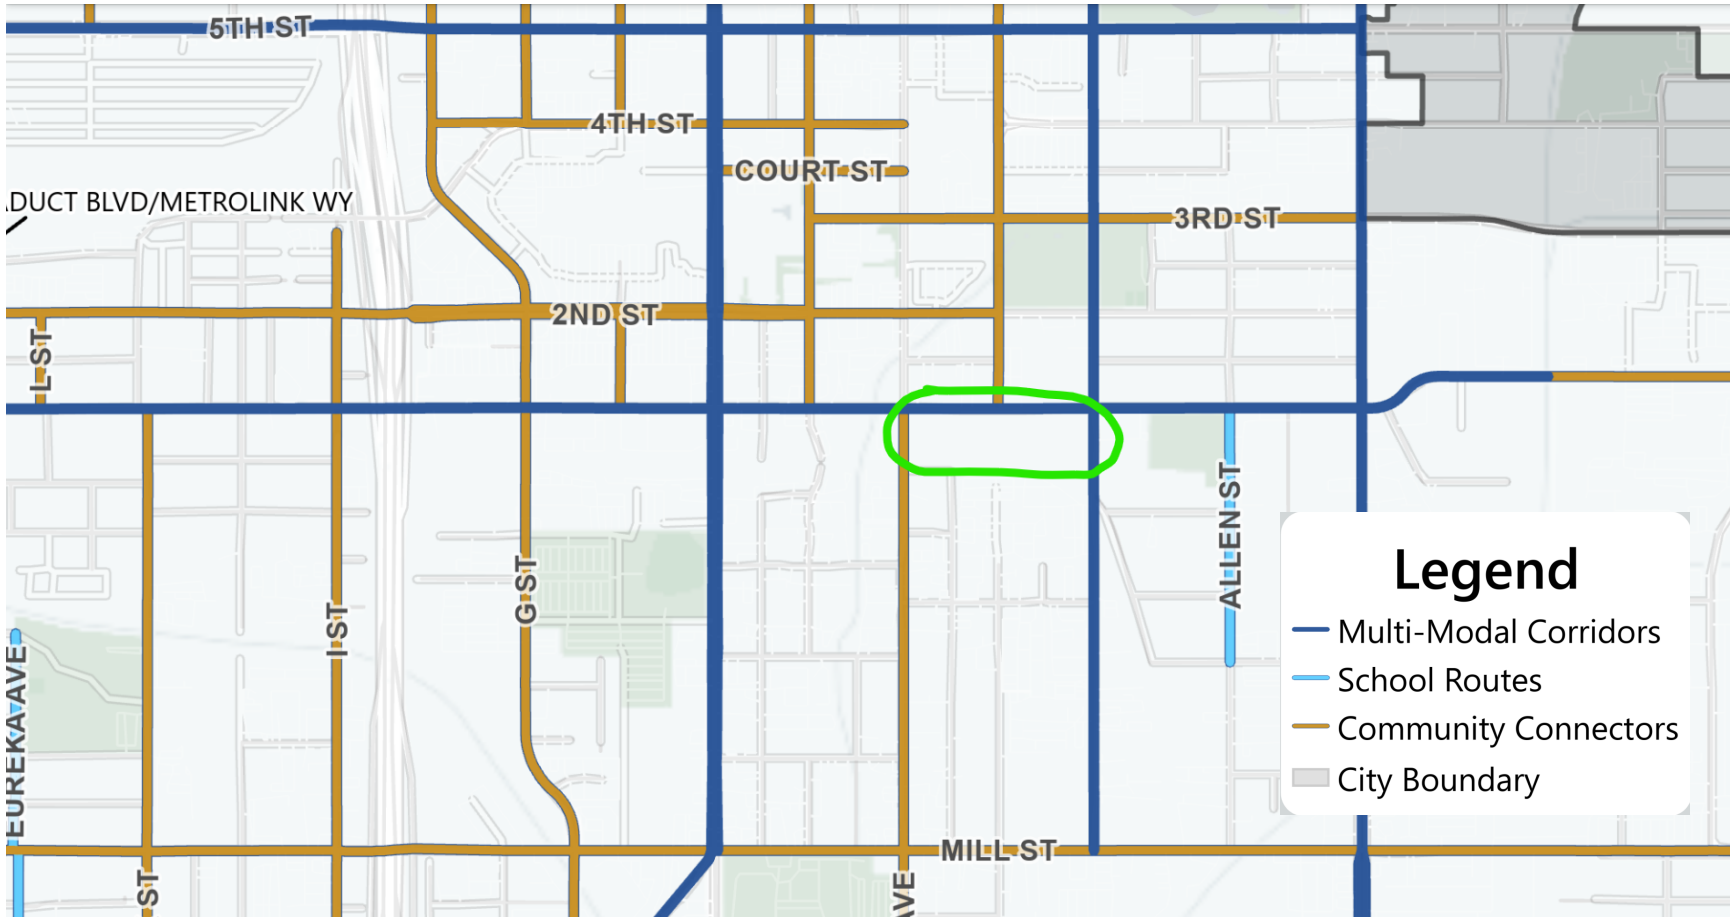 5TH ST
4TH ST
COURT ST
ADUCT BLVD/METROLINK WY
3RD ST
2ND ST
L ST
ALLEN ST
G ST
I ST
EUREKA AVE
MILL ST
ST
AVE
Legend
Multi-Modal Corridors
School Routes
Community Connectors
City Boundary